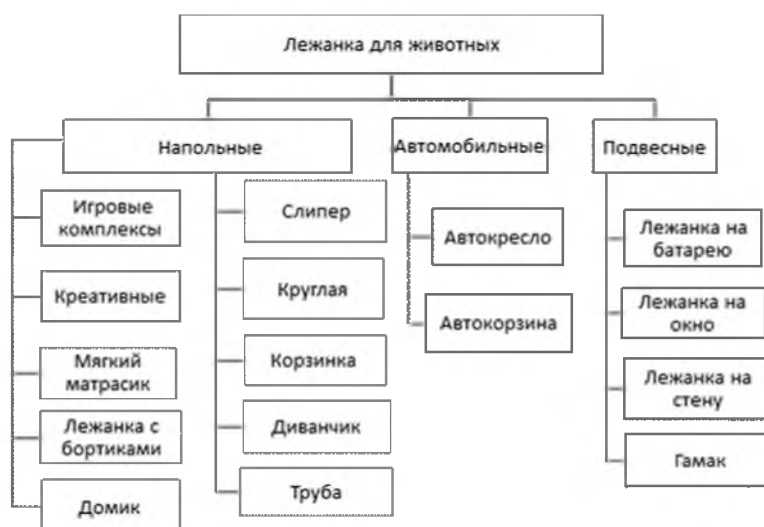 Лежанка для животных
Напольные
Автомобильные
Подвесные
Игровые
комплексы
Креативные
Мягкий
матрасик
Лежанка с
бортиками
Домик
Слипер
Круглая
Корзинка
Диванчик
Труба
Автокресло
Автокорзина
Лежанка на
батарею
Лежанка на
окно
Лежанка на
стену
Гамак